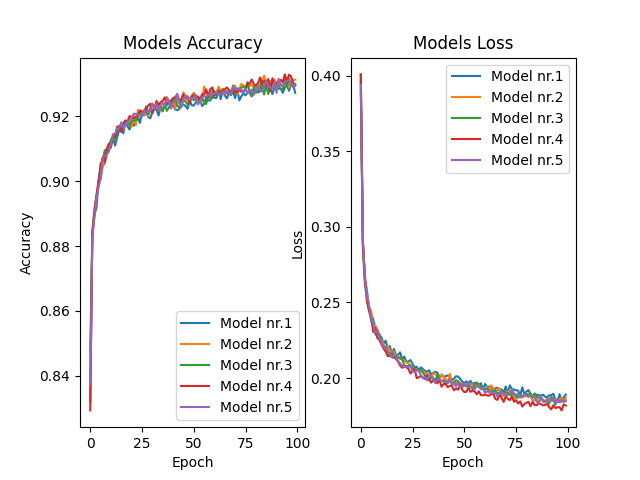 Models Accuracy
Accuracy
0.92
0.90
0.88
0.86
0.84
0
25
50
75
100
Epoch
Model nr.1
Model nr.2
Model nr.3
Model nr.4
Model nr.5
Models Loss
Loss
0.40
0.35
0.30
0.25
0.20
0
25
50
75
100
Epoch
Model nr.1
Model nr.2
Model nr.3
Model nr.4
Model nr.5